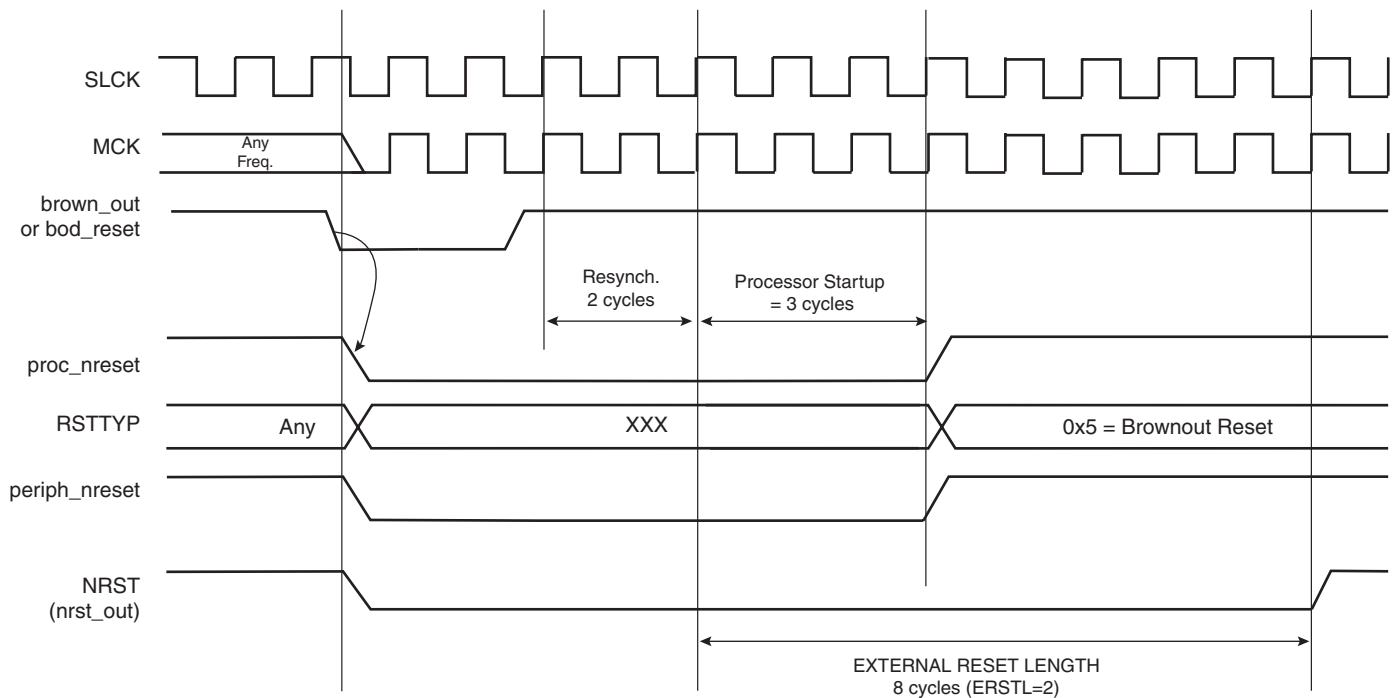 SLCK
MCK
Any
Freq.
brown_out
or bod_reset
Resynch.
2 cycles
Processor Startup
= 3 cycles
proc_nreset
RSTTYP
Any
XXX
0x5 = Brownout Reset
periph_nreset
NRST
(nrst_out)
EXTERNAL RESET LENGTH
8 cycles (ERSTL=2)